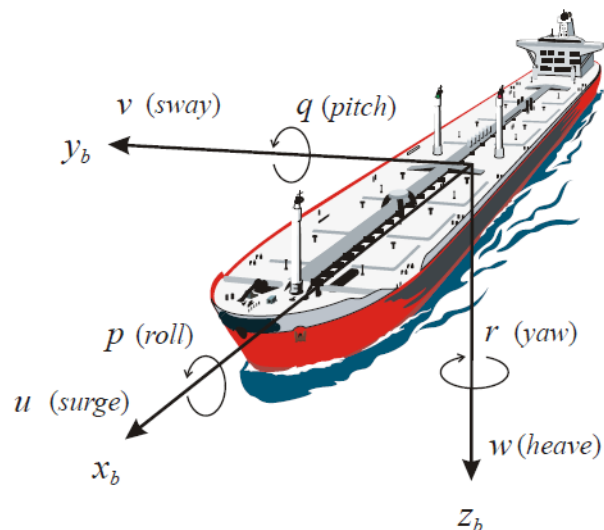 v (sway)
q (pitch)
y_b
p (roll)
r (yaw)
u (surge)
w (heave)
x_b
z_b